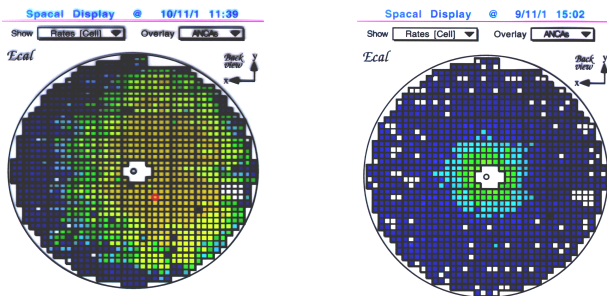 Spacal Display @ 10/11/1 11:39
Show Rates [Cell] Overlay ANCAs
Ecal
Back view
y
x
Spacal Display @ 9/11/1 15:02
Show Rates [Cell] Overlay ANCAs
Ecal
Back view
y
x